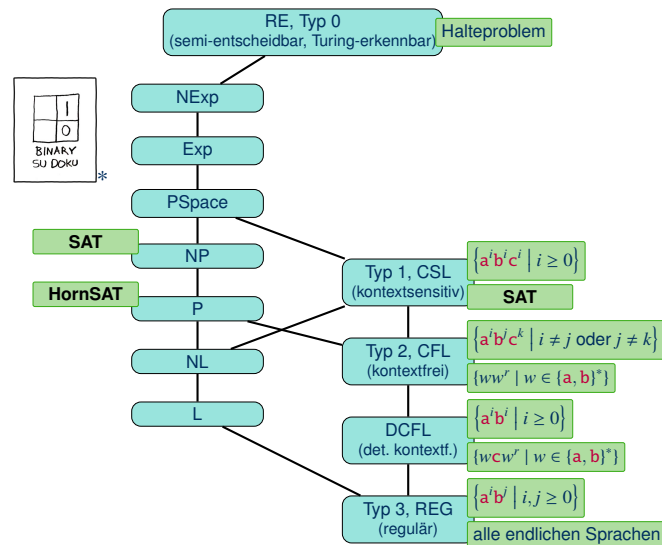 RE, Typ 0
(semi-entscheidbar, Turing-erkennbar)
Halteproblem
NExp
1
0
BINARY
SU DOKU
*
Exp
PSpace
SAT
NP
Typ 1, CSL
(kontextsensitiv)
{aⁱbⁱcⁱ | i ≥ 0}
SAT
HornSAT
P
Typ 2, CFL
(kontextfrei)
{aⁱbʲcᵏ | i ≠ j oder j ≠ k}
{wwʳ | w ∈ {a, b}*}
NL
L
DCFL
(det. kontextf.)
{aⁱbⁱ | i ≥ 0}
{wcwʳ | w ∈ {a, b}*}
Typ 3, REG
(regulär)
{aⁱbʲ | i, j ≥ 0}
alle endlichen Sprachen